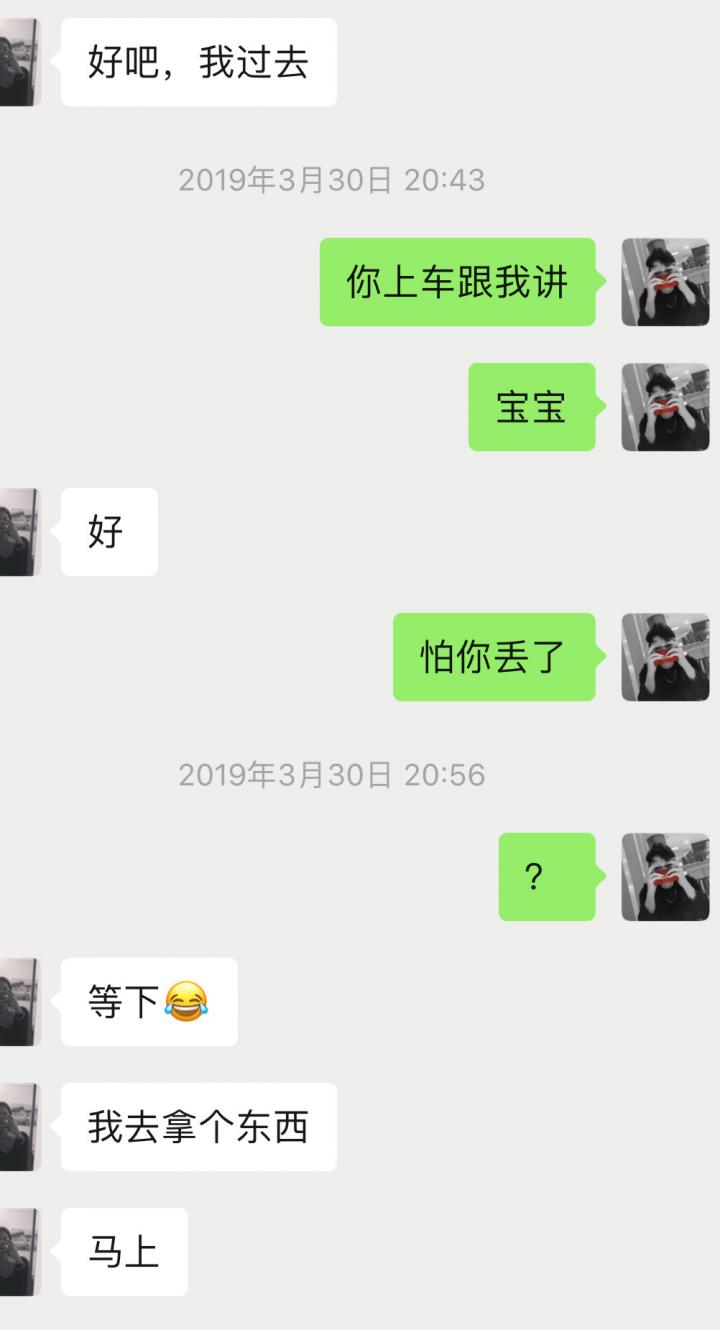 好吧，我过去
2019年3月30日 20:43
你上车跟我讲
宝宝
好
怕你丢了
2019年3月30日 20:56
？
等下😂
我去拿个东西
马上